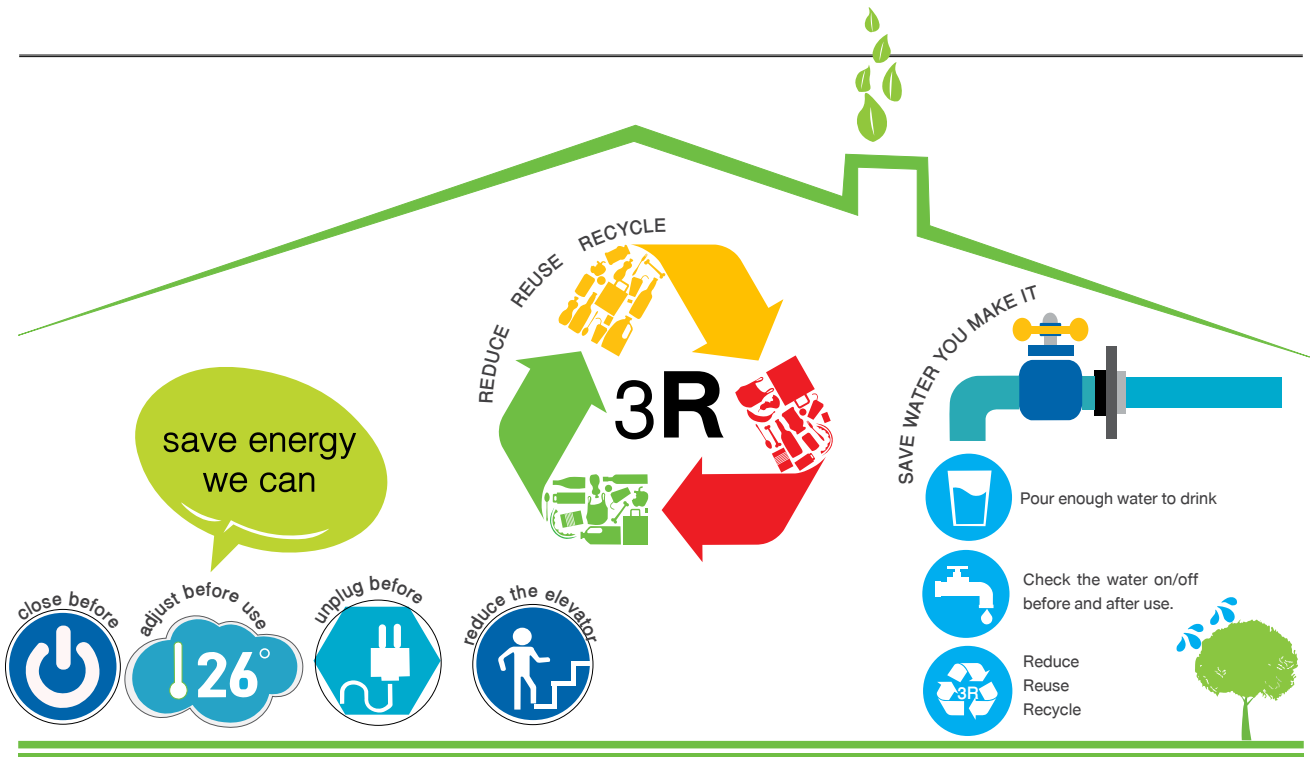 REDUCE REUSE RECYCLE
3R
SAVE WATER YOU MAKE IT
save energy
we can
close before
adjust before use
26°
unplug before
reduce the elevator
Pour enough water to drink
Check the water on/off
before and after use.
3R
Reduce
Reuse
Recycle